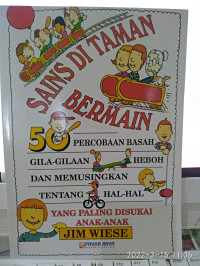 SAINS DI TAMAN
BERMAIN
50 PERCOBAAN BASAH
GILA-GILAAN HEBOH
DAN MEMUSINGKAN
TENTANG HAL-HAL
YANG PALING DISUKAI
ANAK-ANAK
JIM WIESE